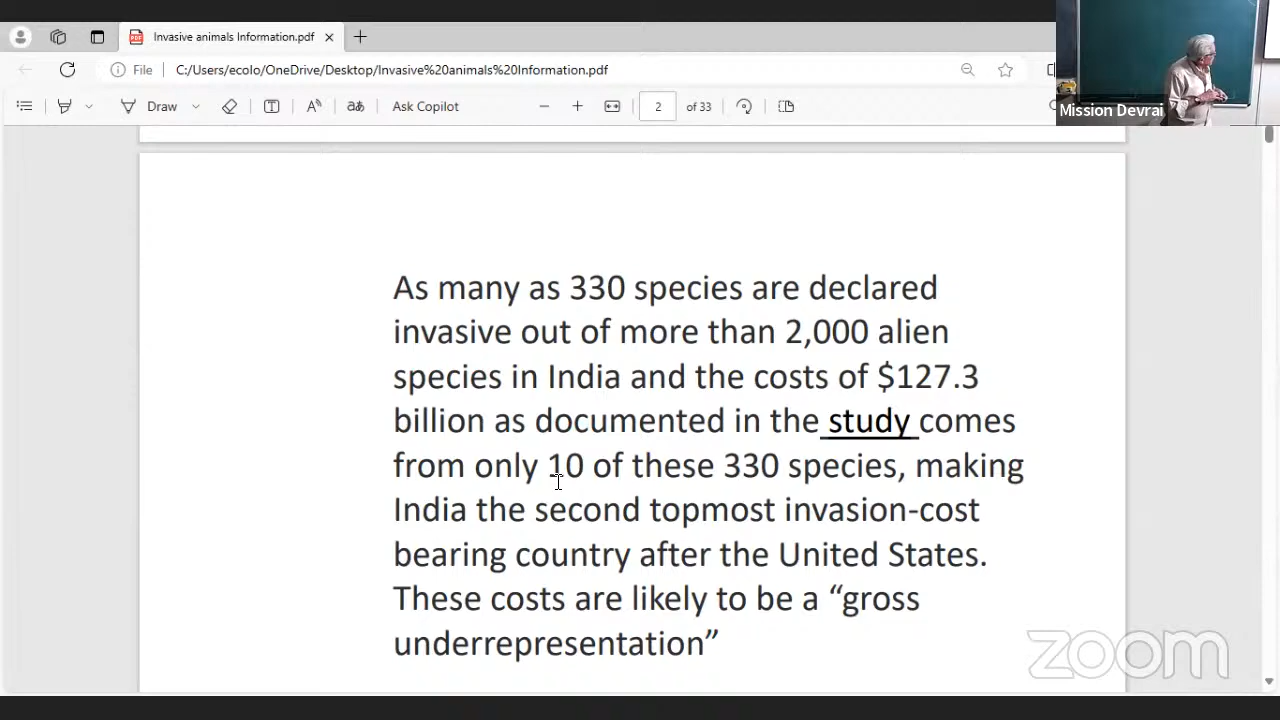 Invasive animals Information.pdf
File C:/Users/ecolo/OneDrive/Desktop/Invasive%20animals%20Information.pdf
Draw Ask Copilot 2 of 33
Mission Devrai
As many as 330 species are declared
invasive out of more than 2,000 alien
species in India and the costs of $127.3
billion as documented in the study comes
from only 10 of these 330 species, making
India the second topmost invasion-cost
bearing country after the United States.
These costs are likely to be a “gross
underrepresentation”
zoom